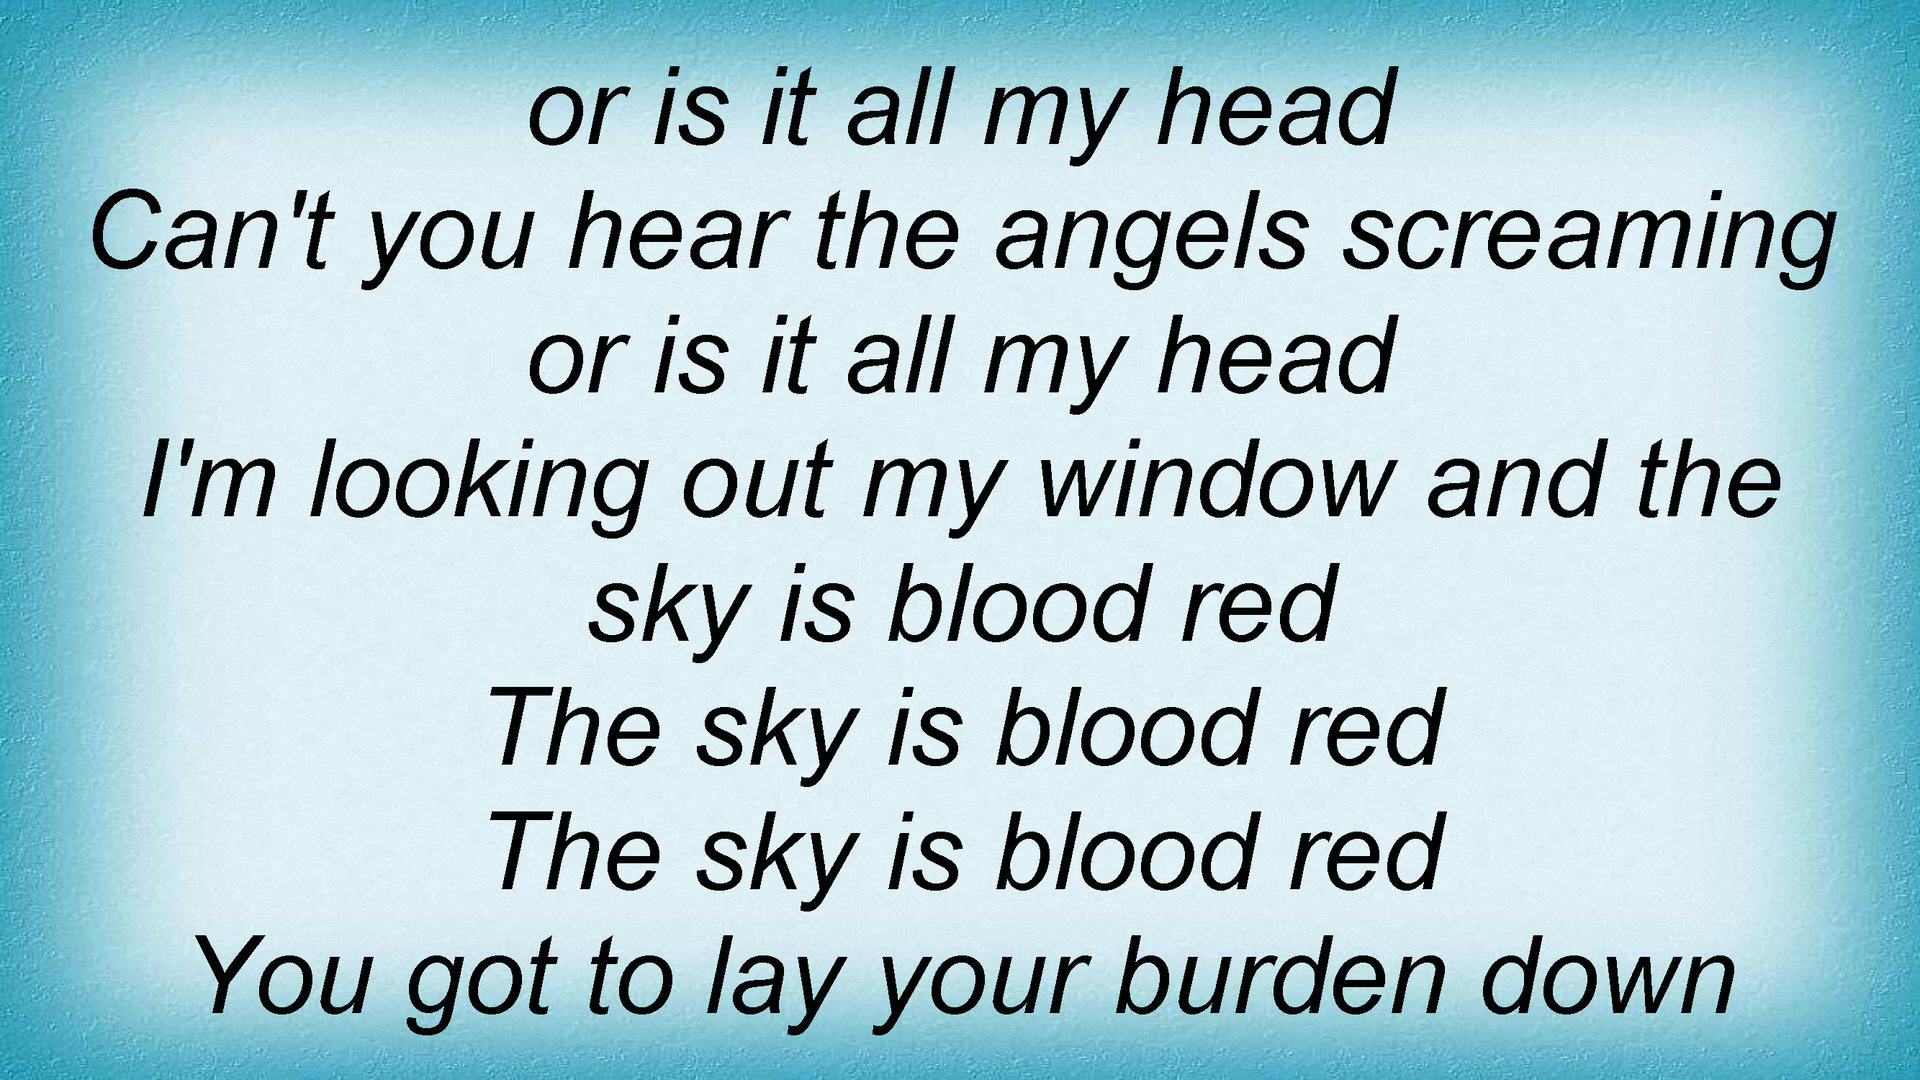 or is it all my head
Can't you hear the angels screaming
or is it all my head
I'm looking out my window and the
sky is blood red
The sky is blood red
The sky is blood red
You got to lay your burden down